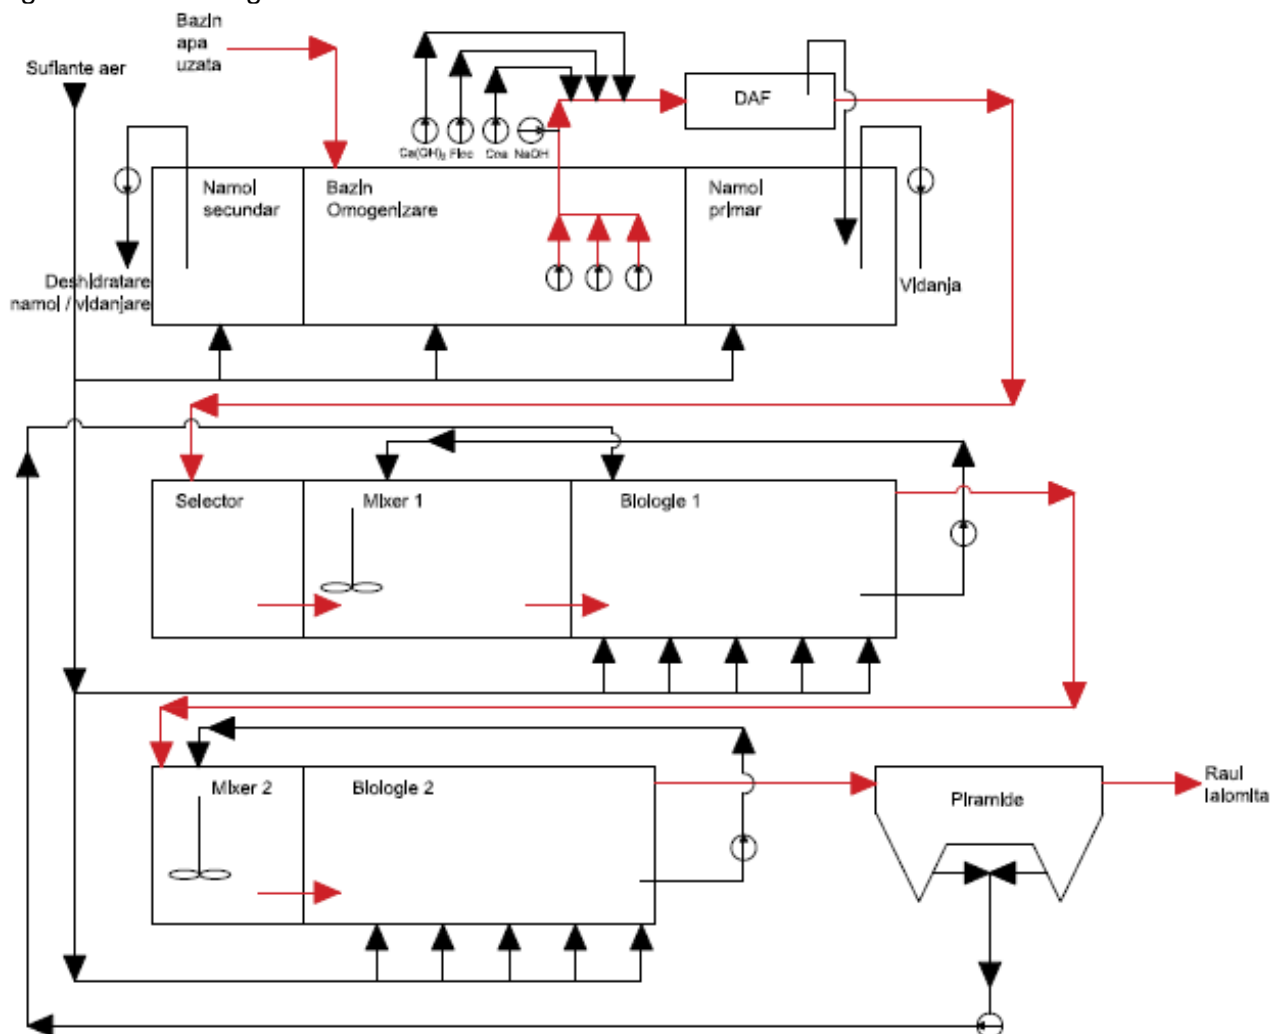 Bazin
apa
uzata
Suflante aer
DAF
Ca(OH)₂ Floc Coa NaOH
Namol
secundar
Bazin
Omogenizare
Namol
primar
Deshidratare
namol / vidanjare
Vidanja
Selector
Mixer 1
Biologie 1
Mixer 2
Biologie 2
Piramide
Raul
Ialomita